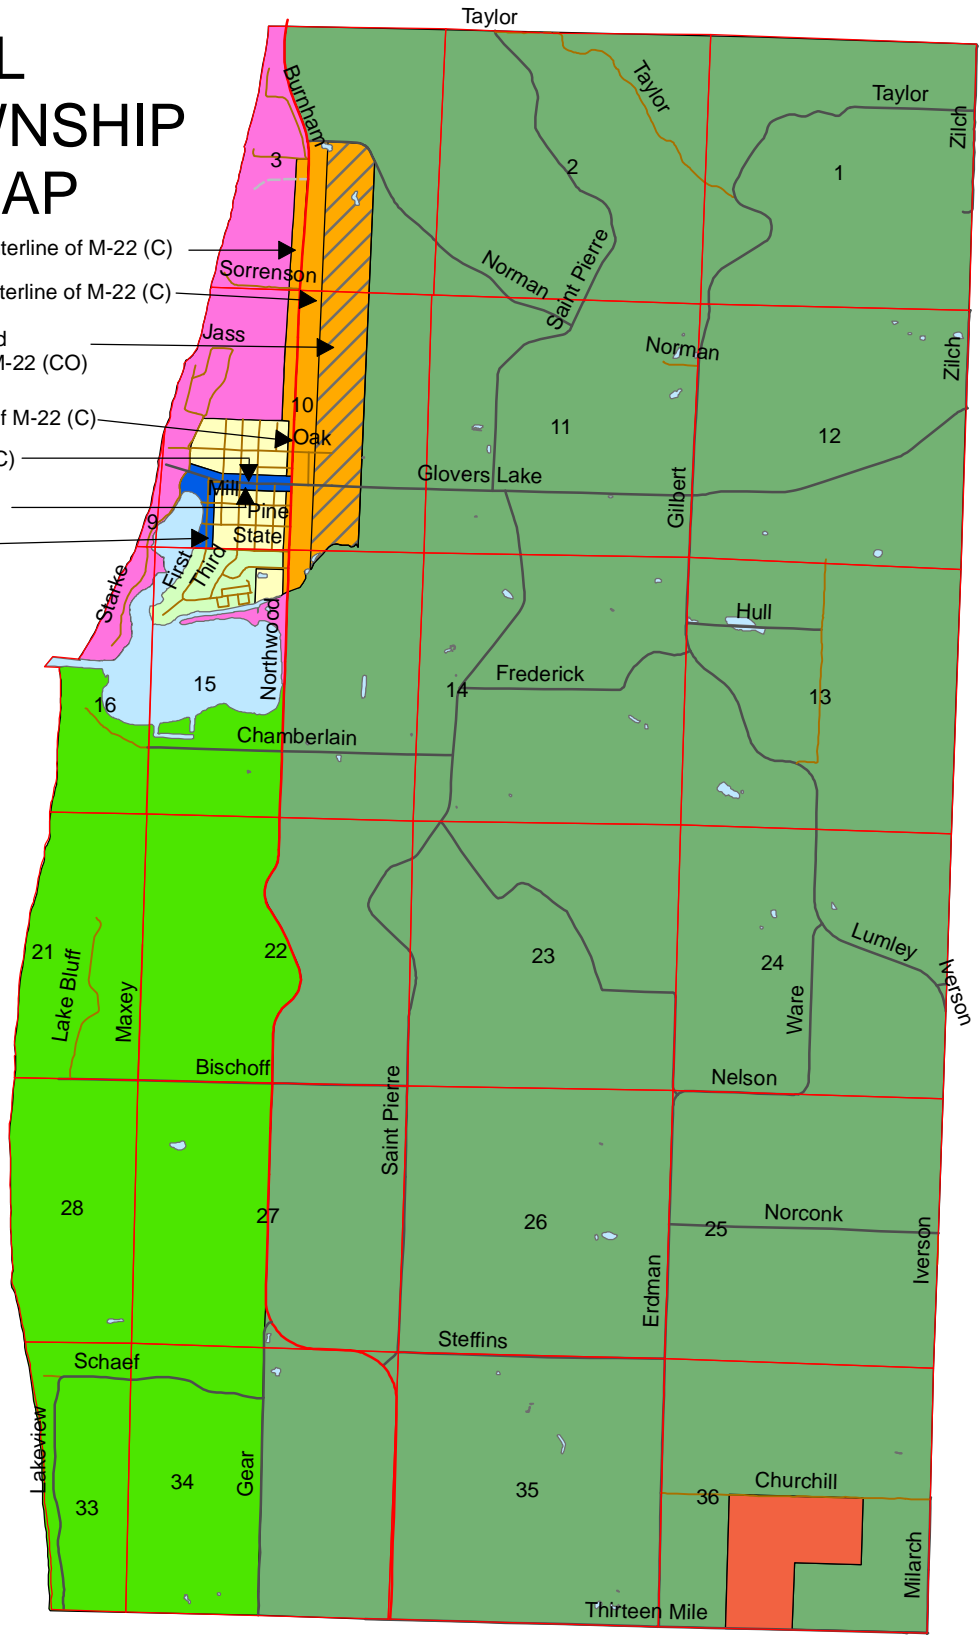 Taylor
L
WNSHIP
AP
Burnham
Taylor
Taylor
Zilch
3
2
1
terline of M-22 (C)
Sorrenson
Norman
Saint Pierre
terline of M-22 (C)
d
M-22 (CO)
Jass
Norman
Zilch
10
f M-22 (C)
Oak
11
12
C)
Glovers Lake
Gilbert
Mill
Pine
9
State
First
Third
Starke
Northwood
Hull
Frederick
15
14
13
16
Chamberlain
21
22
23
24
Lumley
Iverson
Lake Bluff
Maxey
Ware
Bischoff
Nelson
Saint Pierre
28
27
26
25
Norconk
Iverson
Erdman
Steffins
Schaef
Lakeview
Gear
34
33
35
36
Churchill
Milarch
Thirteen Mile